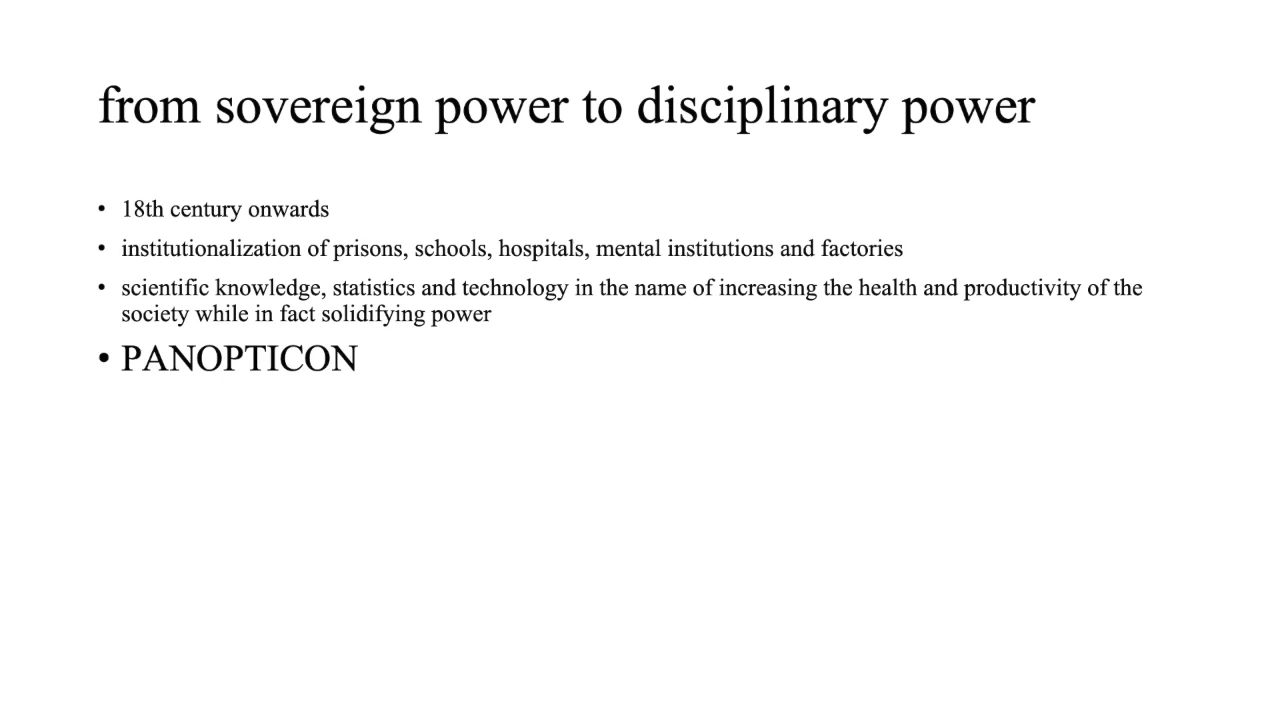 from sovereign power to disciplinary power
• 18th century onwards
• institutionalization of prisons, schools, hospitals, mental institutions and factories
• scientific knowledge, statistics and technology in the name of increasing the health and productivity of the
society while in fact solidifying power
• PANOPTICON